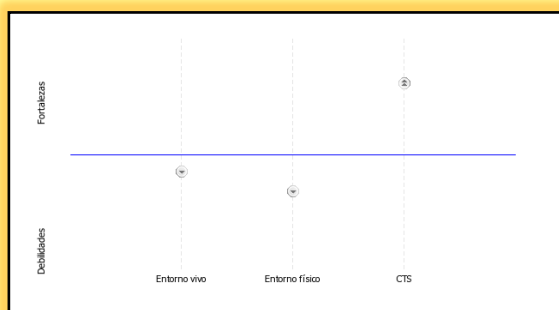 Fortalezas
Debilidades
Entorno vivo
Entorno físico
CTS